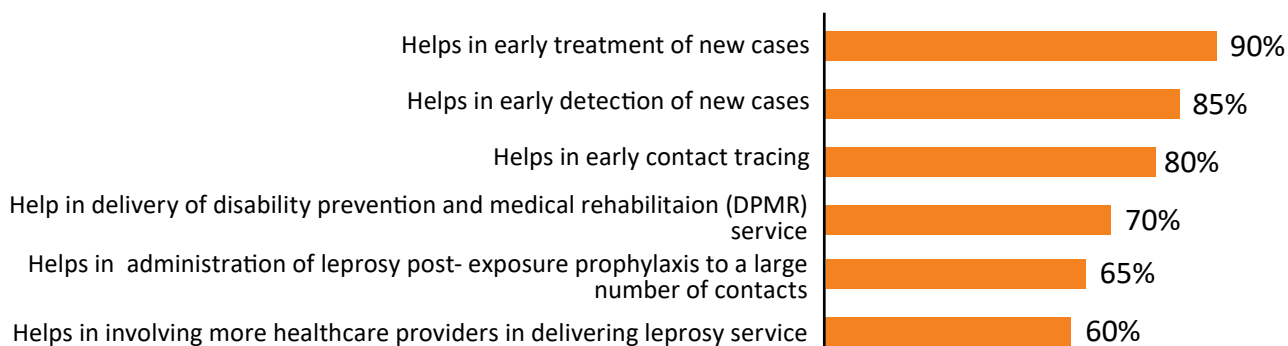 Helps in early treatment of new cases 90%
Helps in early detection of new cases 85%
Helps in early contact tracing 80%
Help in delivery of disability prevention and medical rehabilitaion (DPMR)
service 70%
Helps in  administration of leprosy post- exposure prophylaxis to a large
number of contacts 65%
Helps in involving more healthcare providers in delivering leprosy service 60%